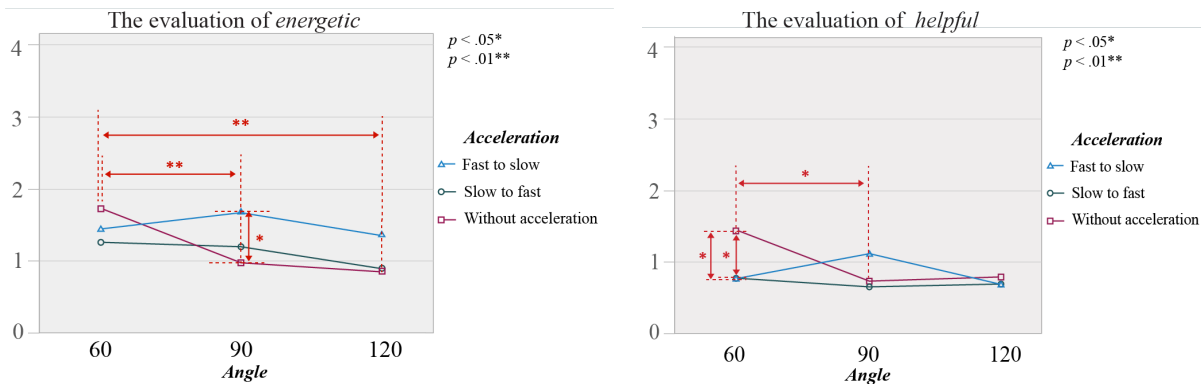 The evaluation of energetic
p < .05*
p < .01**
4
3
2
1
0
**
**
*
60
90
120
Angle
Acceleration
Fast to slow
Slow to fast
Without acceleration
The evaluation of helpful
p < .05*
p < .01**
4
3
2
1
0
*
*
*
60
90
120
Angle
Acceleration
Fast to slow
Slow to fast
Without acceleration